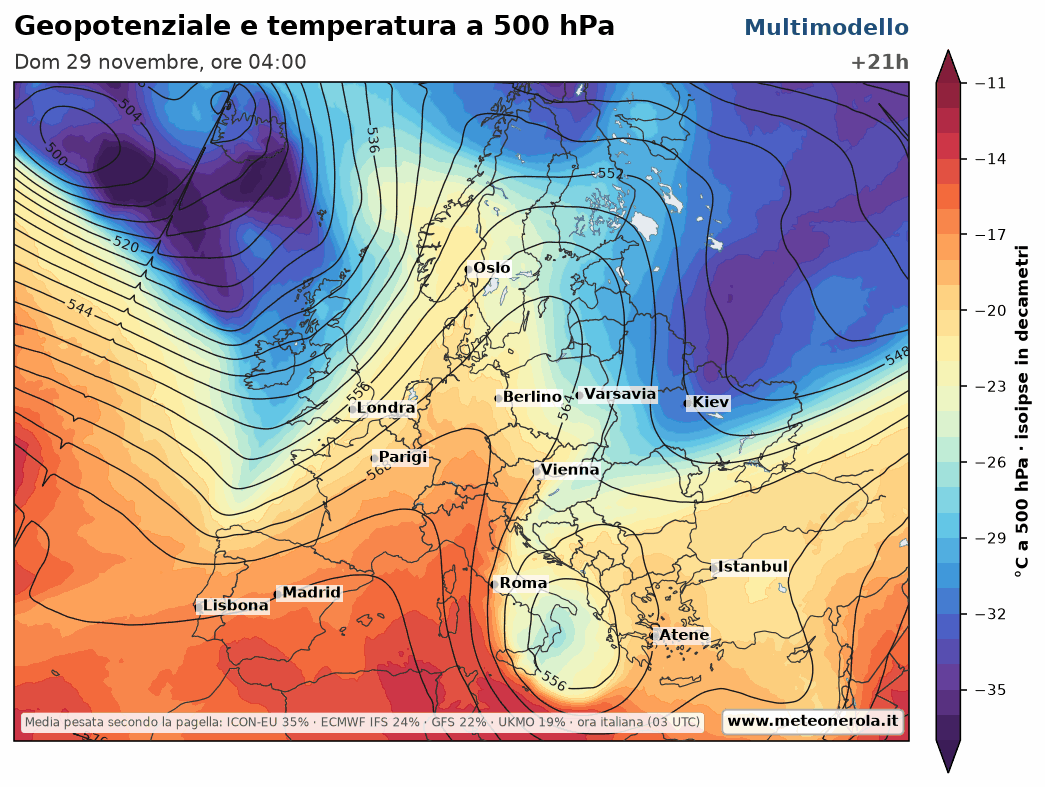 Geopotenziale e temperatura a 500 hPa
Multimodello
Dom 29 novembre, ore 04:00
+21h
504
500
536
552
520
544
548
556
564
568
556
576
Oslo
Londra
Berlino
Varsavia
Kiev
Parigi
Vienna
Roma
Istanbul
Madrid
Lisbona
Atene
−11
−14
−17
−20
−23
−26
−29
−32
−35
°C a 500 hPa · isoipse in decametri
Media pesata secondo la pagella: ICON-EU 35% · ECMWF IFS 24% · GFS 22% · UKMO 19% · ora italiana (03 UTC)
www.meteonerola.it